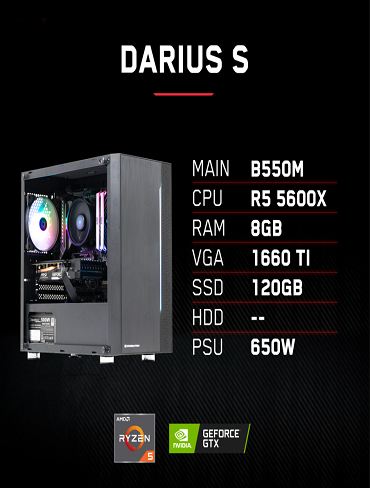 DARIUS S
MAIN B550M
CPU R5 5600X
RAM 8GB
VGA 1660 TI
SSD 120GB
HDD --
PSU 650W
AMD
RYZEN
5
NVIDIA.
GEFORCE
GTX